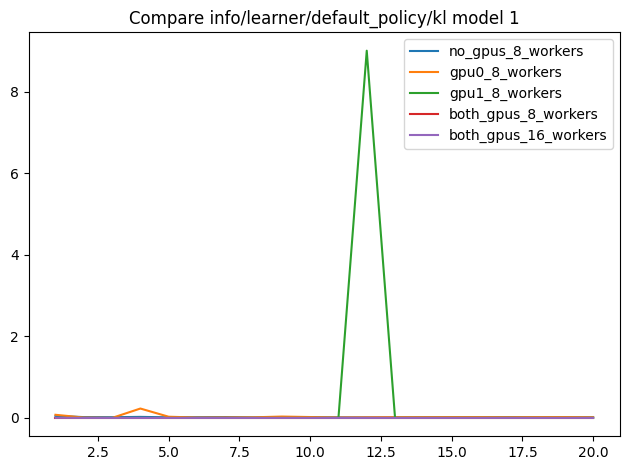 Compare info/learner/default_policy/kl model 1
no_gpus_8_workers
gpu0_8_workers
gpu1_8_workers
both_gpus_8_workers
both_gpus_16_workers
8
6
4
2
0
2.5 5.0 7.5 10.0 12.5 15.0 17.5 20.0